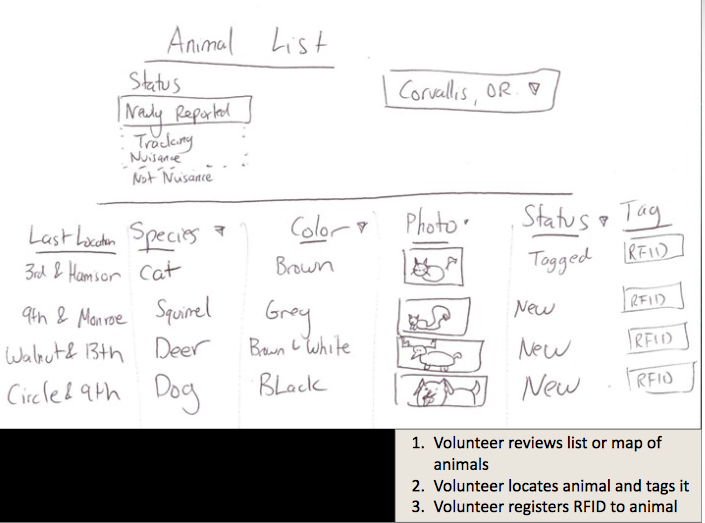 Animal List
Status
Corvallis, OR.
Newly Reported
Tracking
Nuisance
Not Nuisance
Last Location Species Color Photo Status Tag
3rd & Harrison Cat Brown Tagged RFID
9th & Monroe Squirrel Grey New RFID
Walnut & 13th Deer Brown & White New RFID
Circle & 9th Dog Black New RFID
1. Volunteer reviews list or map of
animals
2. Volunteer locates animal and tags it
3. Volunteer registers RFID to animal